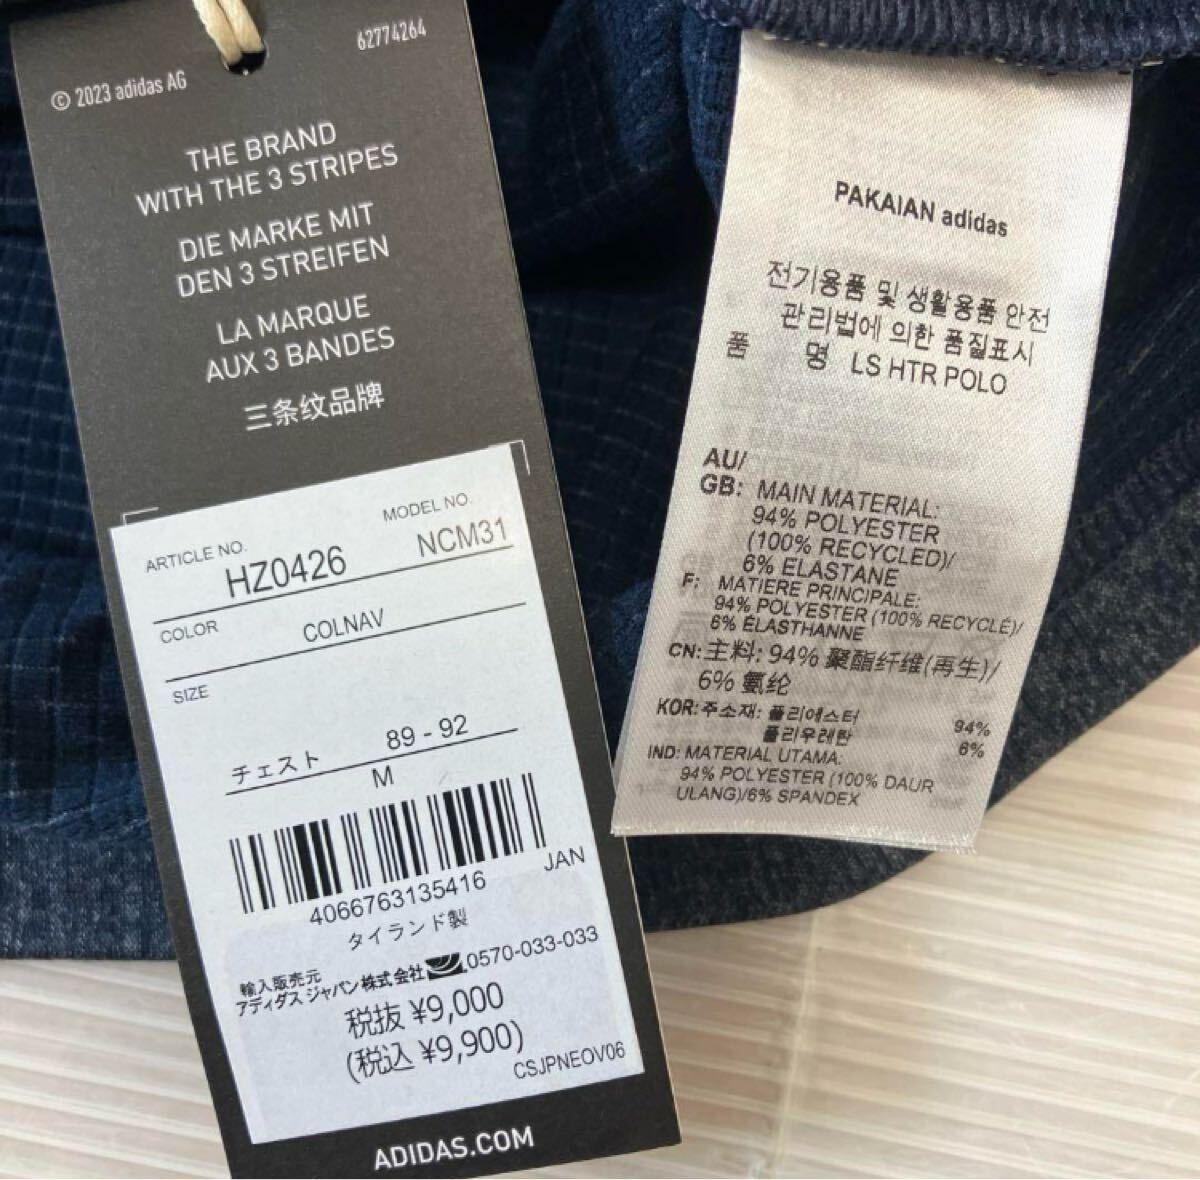 62774264
© 2023 adidas AG
THE BRAND
WITH THE 3 STRIPES
DIE MARKE MIT
DEN 3 STREIFEN
LA MARQUE
AUX 3 BANDES
三条纹品牌
ARTICLE NO.
HZ0426
MODEL NO.
NCM31
COLOR
COLNAV
SIZE
チェスト 89 - 92
M
4066763135416
JAN
タイランド製
輸入販売元
アディダス ジャパン株式会社 0570-033-033
税抜 ¥9,000
(税込 ¥9,900)
CSJPNEOV06
ADIDAS.COM
PAKAIAN adidas
전기용품 및 생활용품 안전
관리법에 의한 품질표시
품 명 LS HTR POLO
AU/
GB: MAIN MATERIAL:
94% POLYESTER
(100% RECYCLED)/
6% ELASTANE
F: MATIERE PRINCIPALE:
94% POLYESTER (100% RECYCLÉ)/
6% ÉLASTHANNE
CN: 主料: 94% 聚酯纤维(再生)/
6% 氨纶
KOR: 주소재: 폴리에스터 94%
폴리우레탄 6%
IND: MATERIAL UTAMA:
94% POLYESTER (100% DAUR
ULANG)/6% SPANDEX